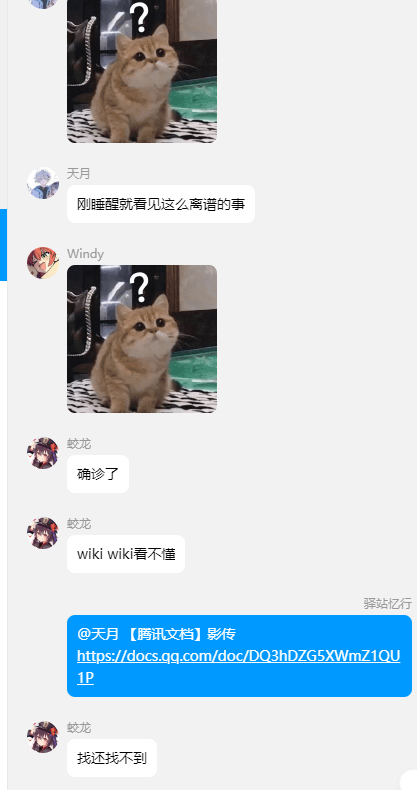 ?
天月
刚睡醒就看见这么离谱的事
Windy
?
蛟龙
确诊了
蛟龙
wiki wiki看不懂
驿站忆行
@天月 【腾讯文档】影传
https://docs.qq.com/doc/DQ3hDZG5XWmZ1QU
1P
蛟龙
找还找不到